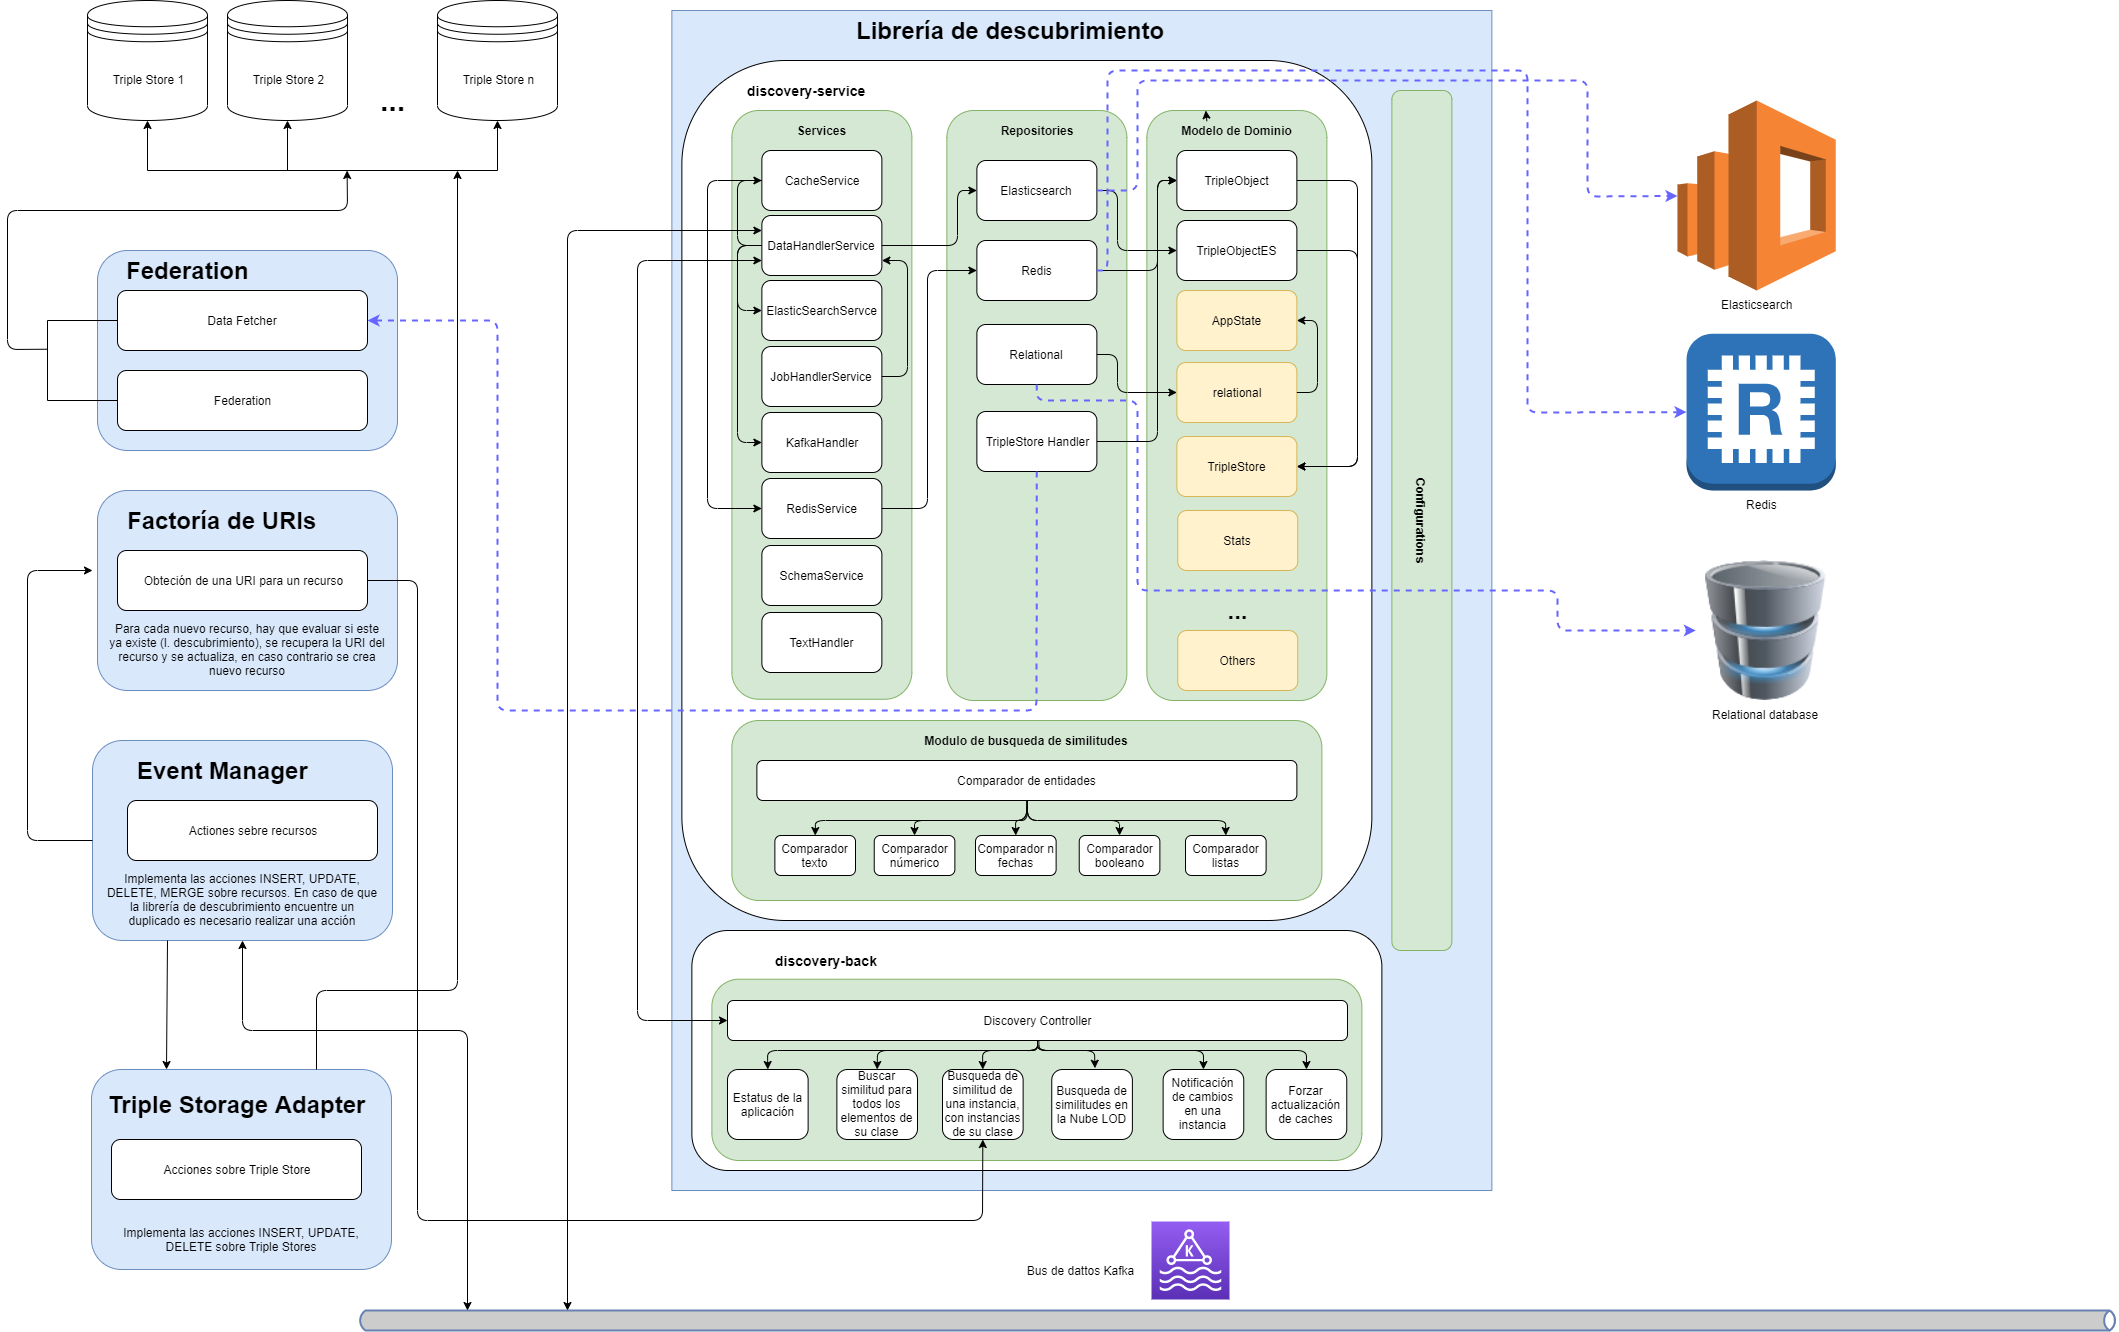 Triple Store 1
Triple Store 2
...
Triple Store n
Federation
Data Fetcher
Federation
Factoría de URIs
Obteción de una URI para un recurso
Para cada nuevo recurso, hay que evaluar si este
ya existe (l. descubrimiento), se recupera la URI del
recurso y se actualiza, en caso contrario se crea
nuevo recurso
Event Manager
Actiones sebre recursos
Implementa las acciones INSERT, UPDATE,
DELETE, MERGE sobre recursos. En caso de que
la librería de descubrimiento encuentre un
duplicado es necesario realizar una acción
Triple Storage Adapter
Acciones sobre Triple Store
Implementa las acciones INSERT, UPDATE,
DELETE sobre Triple Stores
Librería de descubrimiento
discovery-service
Services
CacheService
DataHandlerService
ElasticSearchServce
JobHandlerService
KafkaHandler
RedisService
SchemaService
TextHandler
Repositories
Elasticsearch
Redis
Relational
TripleStore Handler
Modelo de Dominio
TripleObject
TripleObjectES
AppState
relational
TripleStore
Stats
...
Others
Configurations
Modulo de busqueda de similitudes
Comparador de entidades
Comparador
texto
Comparador
númerico
Comparador n
fechas
Comparador
booleano
Comparador
listas
discovery-back
Discovery Controller
Estatus de la
aplicación
Buscar
similitud para
todos los
elementos de
su clase
Busqueda de
similitud de
una instancia,
con instancias
de su clase
Busqueda de
similitudes en
la Nube LOD
Notificación
de cambios
en una
instancia
Forzar
actualización
de caches
Elasticsearch
R
Redis
Relational database
Bus de dattos Kafka
K